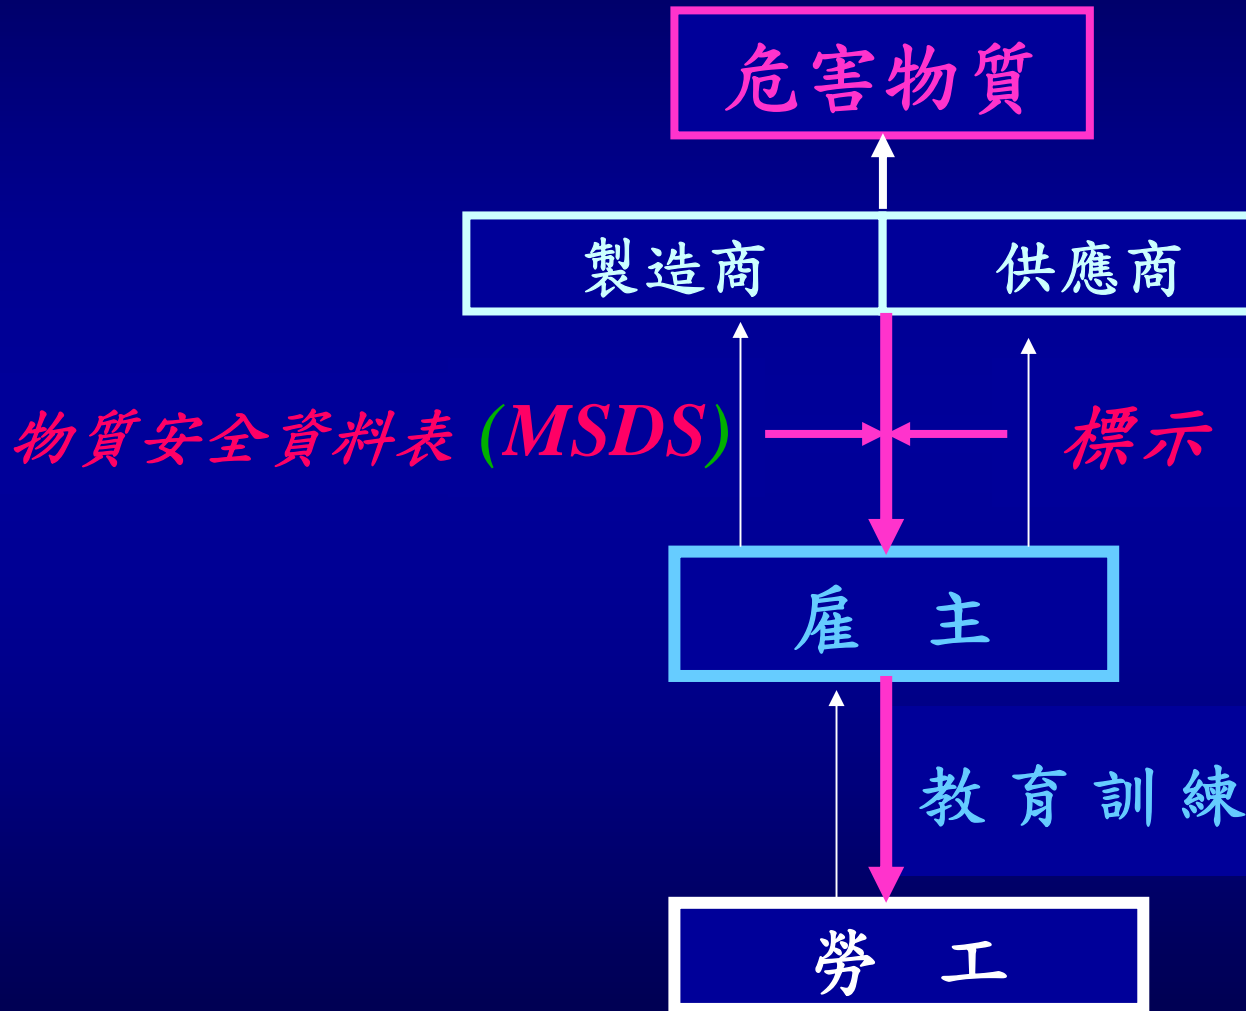 危害物質
製造商 供應商
物質安全資料表 (MSDS) 標示
雇 主
教 育 訓 練
勞 工